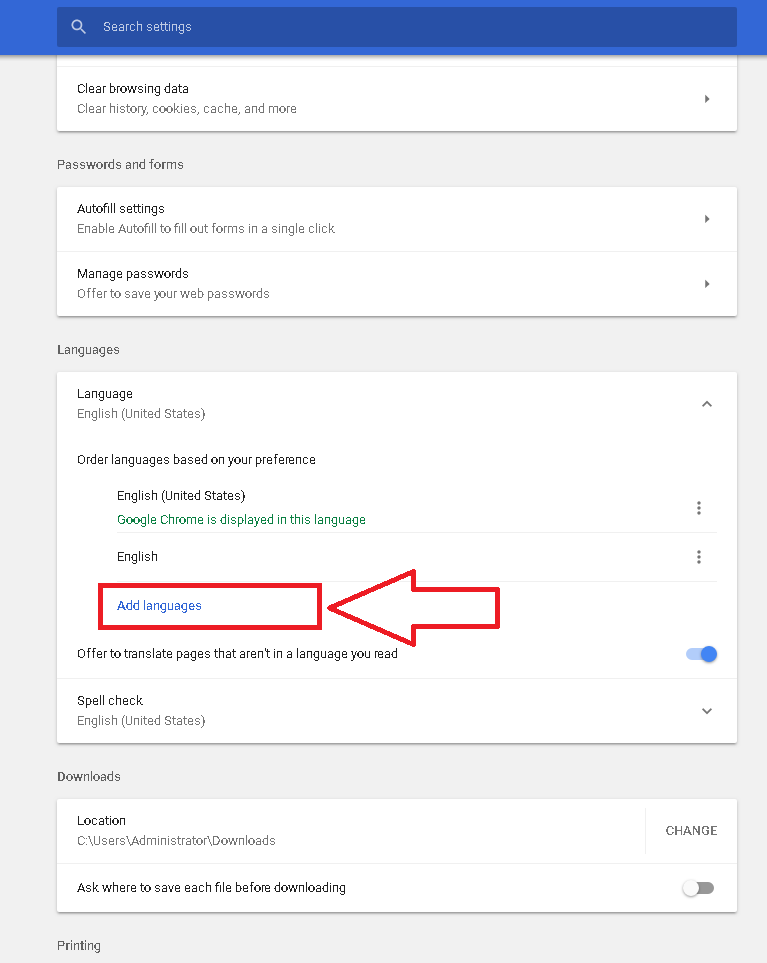 Search settings
Clear browsing data
Clear history, cookies, cache, and more
Passwords and forms
Autofill settings
Enable Autofill to fill out forms in a single click
Manage passwords
Offer to save your web passwords
Languages
Language
English (United States)
Order languages based on your preference
English (United States)
Google Chrome is displayed in this language
English
Add languages
Offer to translate pages that aren't in a language you read
Spell check
English (United States)
Downloads
Location
C:\Users\Administrator\Downloads
CHANGE
Ask where to save each file before downloading
Printing